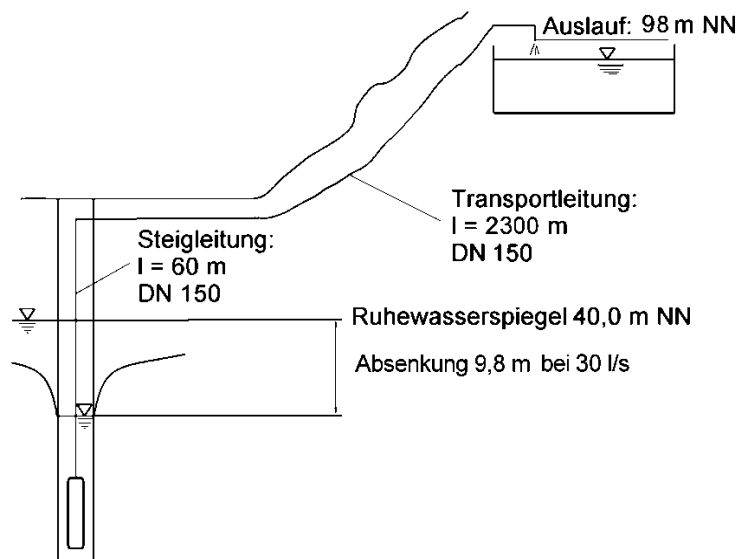 Auslauf: 98 m NN
Transportleitung:
l = 2300 m
DN 150
Steigleitung:
l = 60 m
DN 150
Ruhewasserspiegel 40,0 m NN
Absenkung 9,8 m bei 30 l/s